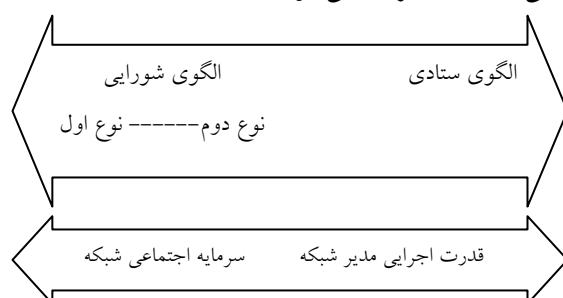 الگوی ستادی الگوی شورایی
نوع دوم------ نوع اول
قدرت اجرایی مدیر شبکه سرمایه اجتماعی شبکه